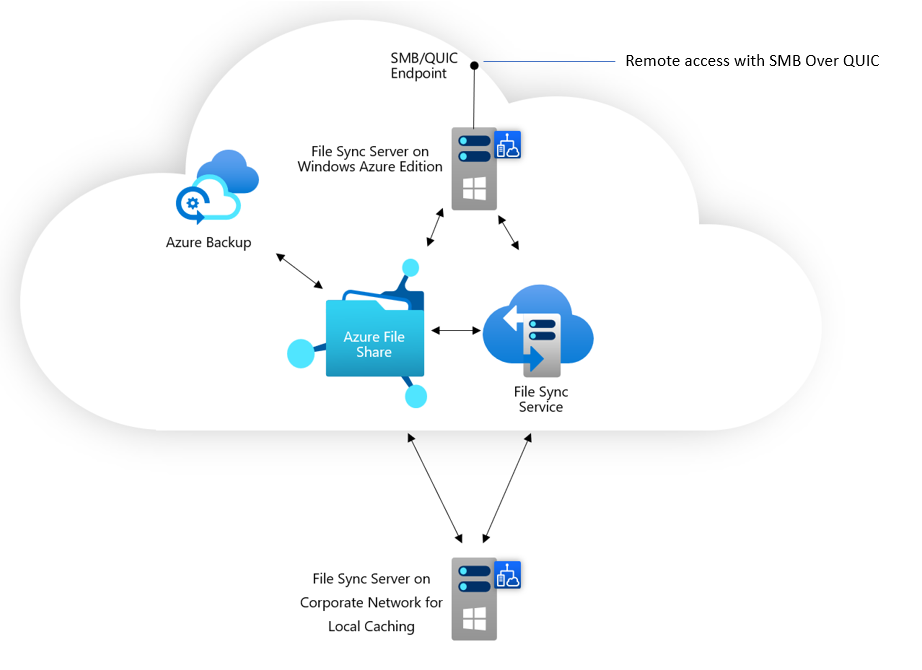 SMB/QUIC
Endpoint
Remote access with SMB Over QUIC
File Sync Server on
Windows Azure Edition
Azure Backup
Azure File
Share
File Sync
Service
File Sync Server on
Corporate Network for
Local Caching